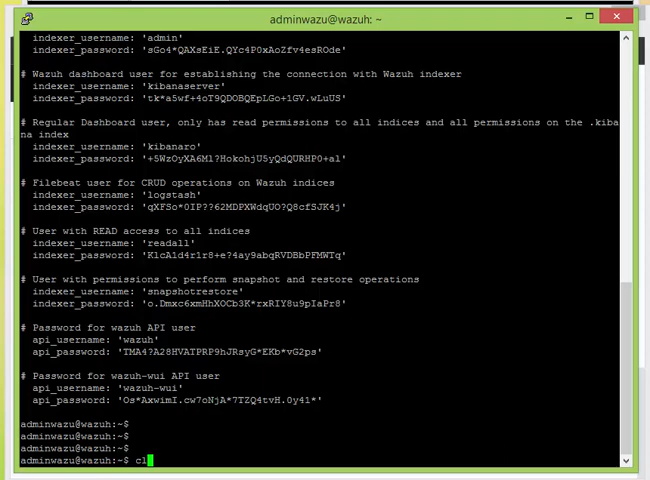 adminwazu@wazuh: ~
indexer_username: 'admin'
indexer_password: 'sGo4*QAXsEiE.QYc4P0xAoZfv4esROde'
# Wazuh dashboard user for establishing the connection with Wazuh indexer
indexer_username: 'kibanaserver'
indexer_password: 'tk*a5wf+4oT9QDOBQEpLGo+1GV.wLuUS'
# Regular Dashboard user, only has read permissions to all indices and all permissions on the .kiba
na index
indexer_username: 'kibanaro'
indexer_password: '+5WzOyXA6Ml?HokohjU5yQdQURHP0+al'
# Filebeat user for CRUD operations on Wazuh indices
indexer_username: 'logstash'
indexer_password: 'qXFSo*0IP??62MDPXWdqUO?Q8cfSJK4j'
# User with READ access to all indices
indexer_username: 'readall'
indexer_password: 'KlcA1d4r1r8+e?4ay9abqRVDBbPFMWTq'
# User with permissions to perform snapshot and restore operations
indexer_username: 'snapshotrestore'
indexer_password: 'o.Dmxc6xmHhXOCb3K*rxRIY8u9pIaPr8'
# Password for wazuh API user
api_username: 'wazuh'
api_password: 'TMA4?A28HVATPRP9hJRsyG*EKb*vG2ps'
# Password for wazuh-wui API user
api_username: 'wazuh-wui'
api_password: 'Os*AxwimI.cw7oNjA*7TZQ4tvH.0y41*'
adminwazu@wazuh:~$
adminwazu@wazuh:~$
adminwazu@wazuh:~$
adminwazu@wazuh:~$ cl